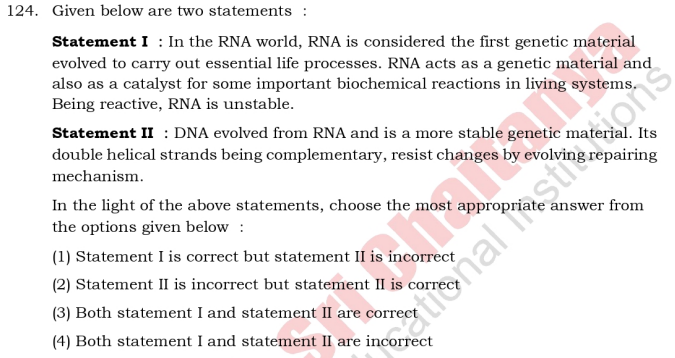 124. Given below are two statements :
Statement I : In the RNA world, RNA is considered the first genetic material
evolved to carry out essential life processes. RNA acts as a genetic material and
also as a catalyst for some important biochemical reactions in living systems.
Being reactive, RNA is unstable.
Statement II : DNA evolved from RNA and is a more stable genetic material. Its
double helical strands being complementary, resist changes by evolving repairing
mechanism.
In the light of the above statements, choose the most appropriate answer from
the options given below :
(1) Statement I is correct but statement II is incorrect
(2) Statement II is incorrect but statement II is correct
(3) Both statement I and statement II are correct
(4) Both statement I and statement II are incorrect
Sri Chaitanya
Educational Institutions